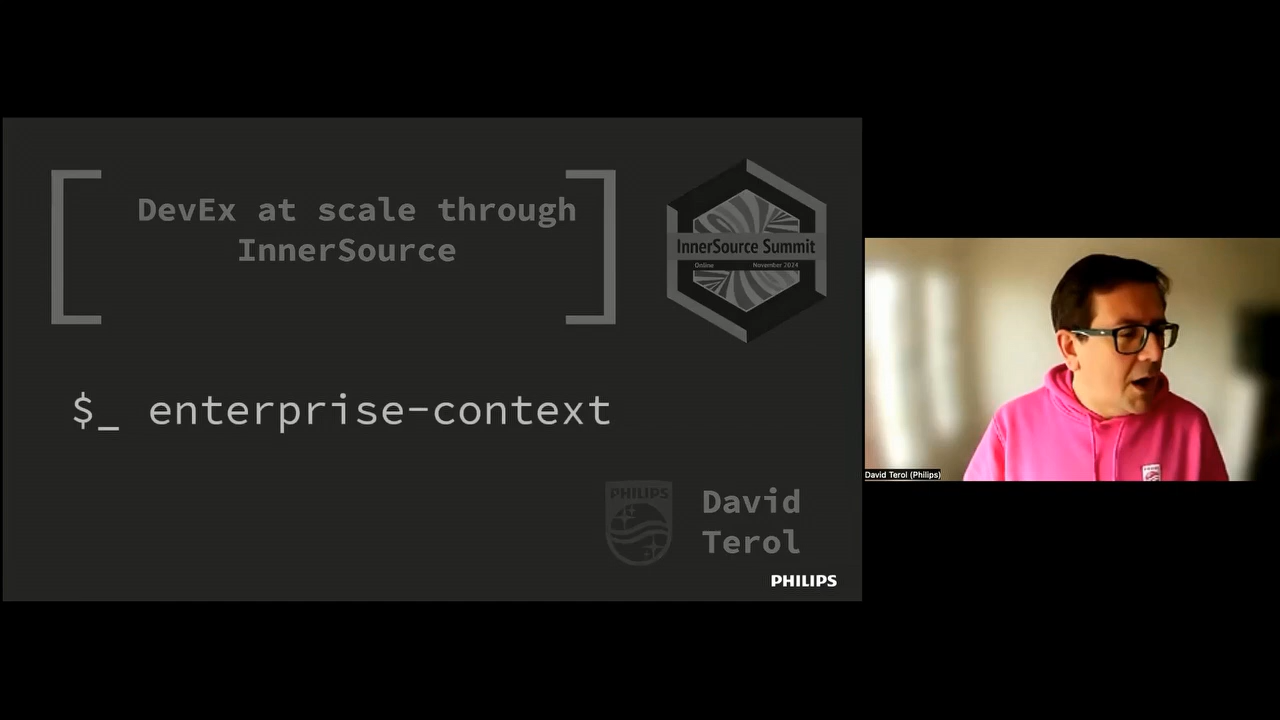 DevEx at scale through
InnerSource
InnerSource Summit
Online November 2024
$_ enterprise-context
PHILIPS
David
Terol
PHILIPS
David Terol (Philips)